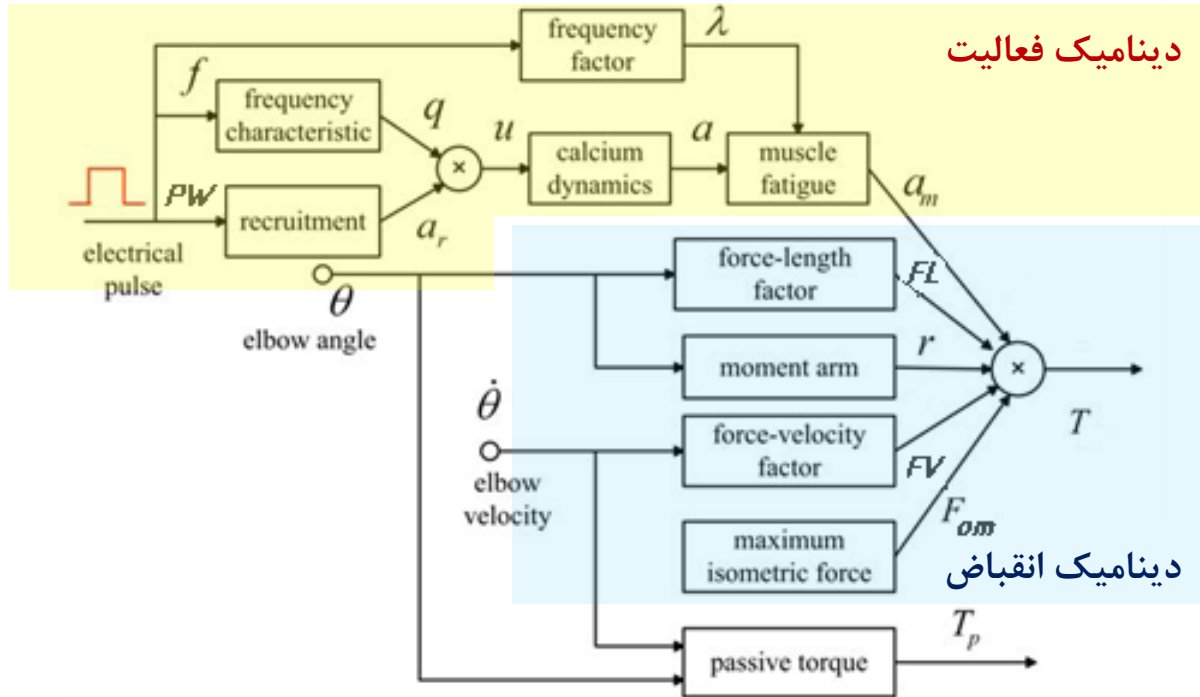 frequency
factor
λ
دینامیک فعالیت
f
frequency
characteristic
q
u
calcium
dynamics
a
muscle
fatigue
×
PW
recruitment
a_r
a_m
electrical
pulse
θ
elbow angle
force-length
factor
FL
moment arm
r
×
T
θ̇
elbow
velocity
force-velocity
factor
FV
F_om
maximum
isometric force
دینامیک انقباض
passive torque
T_p